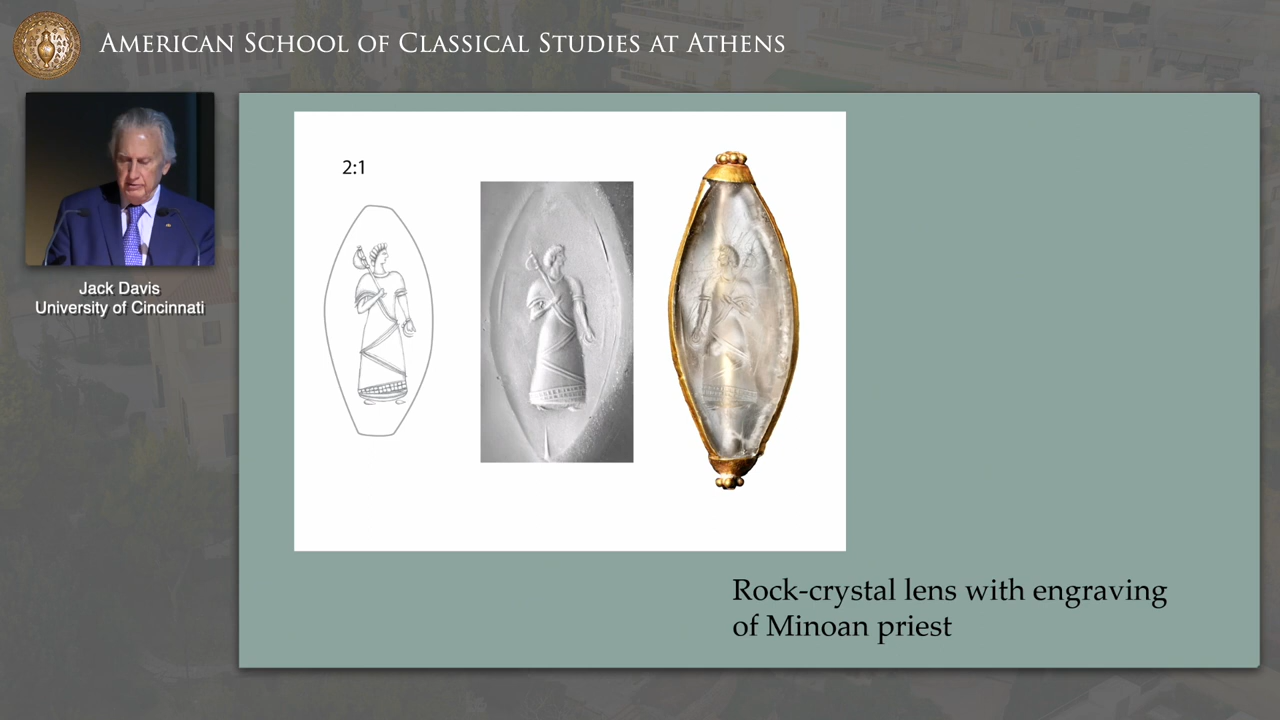 AMERICAN SCHOOL OF CLASSICAL STUDIES AT ATHENS
Jack Davis
University of Cincinnati
2:1
Rock-crystal lens with engraving
of Minoan priest